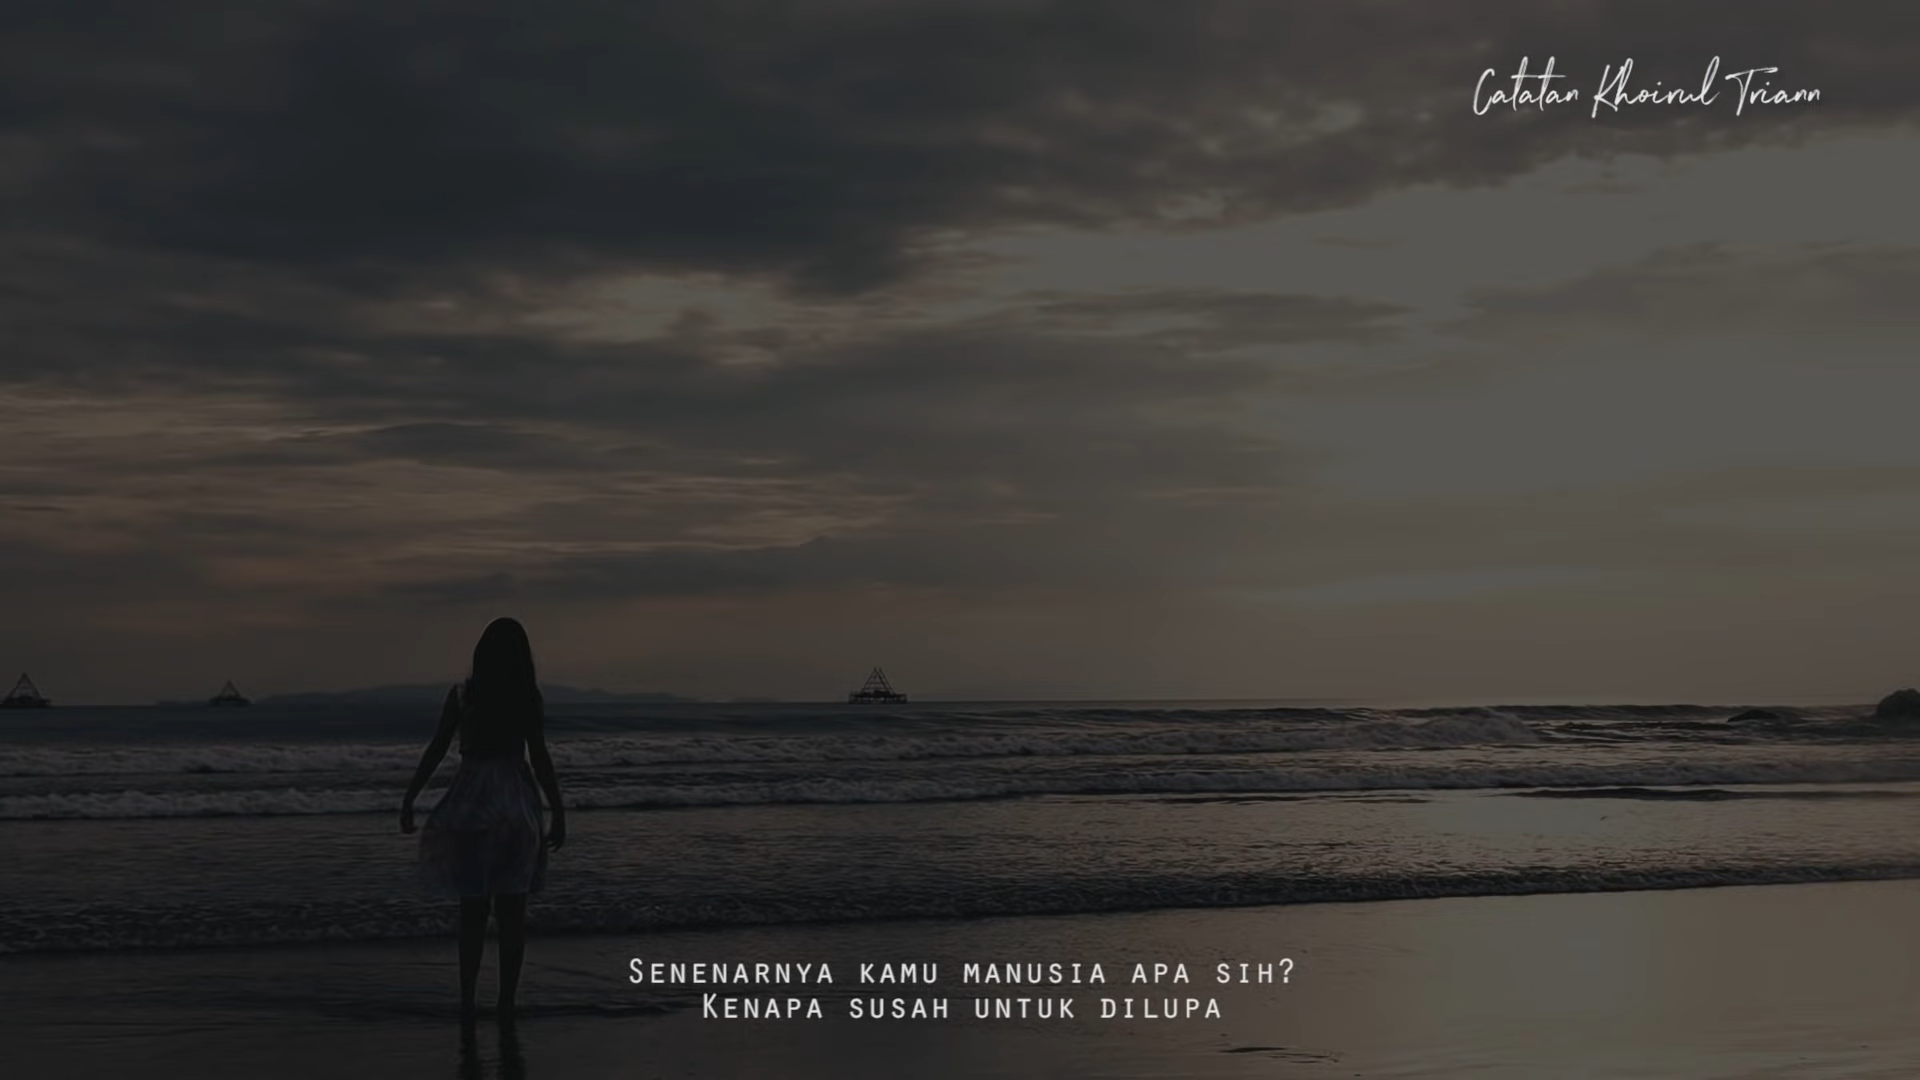 Catatan Khoirul Triann
SENENARNYA KAMU MANUSIA APA SIH?
KENAPA SUSAH UNTUK DILUPA